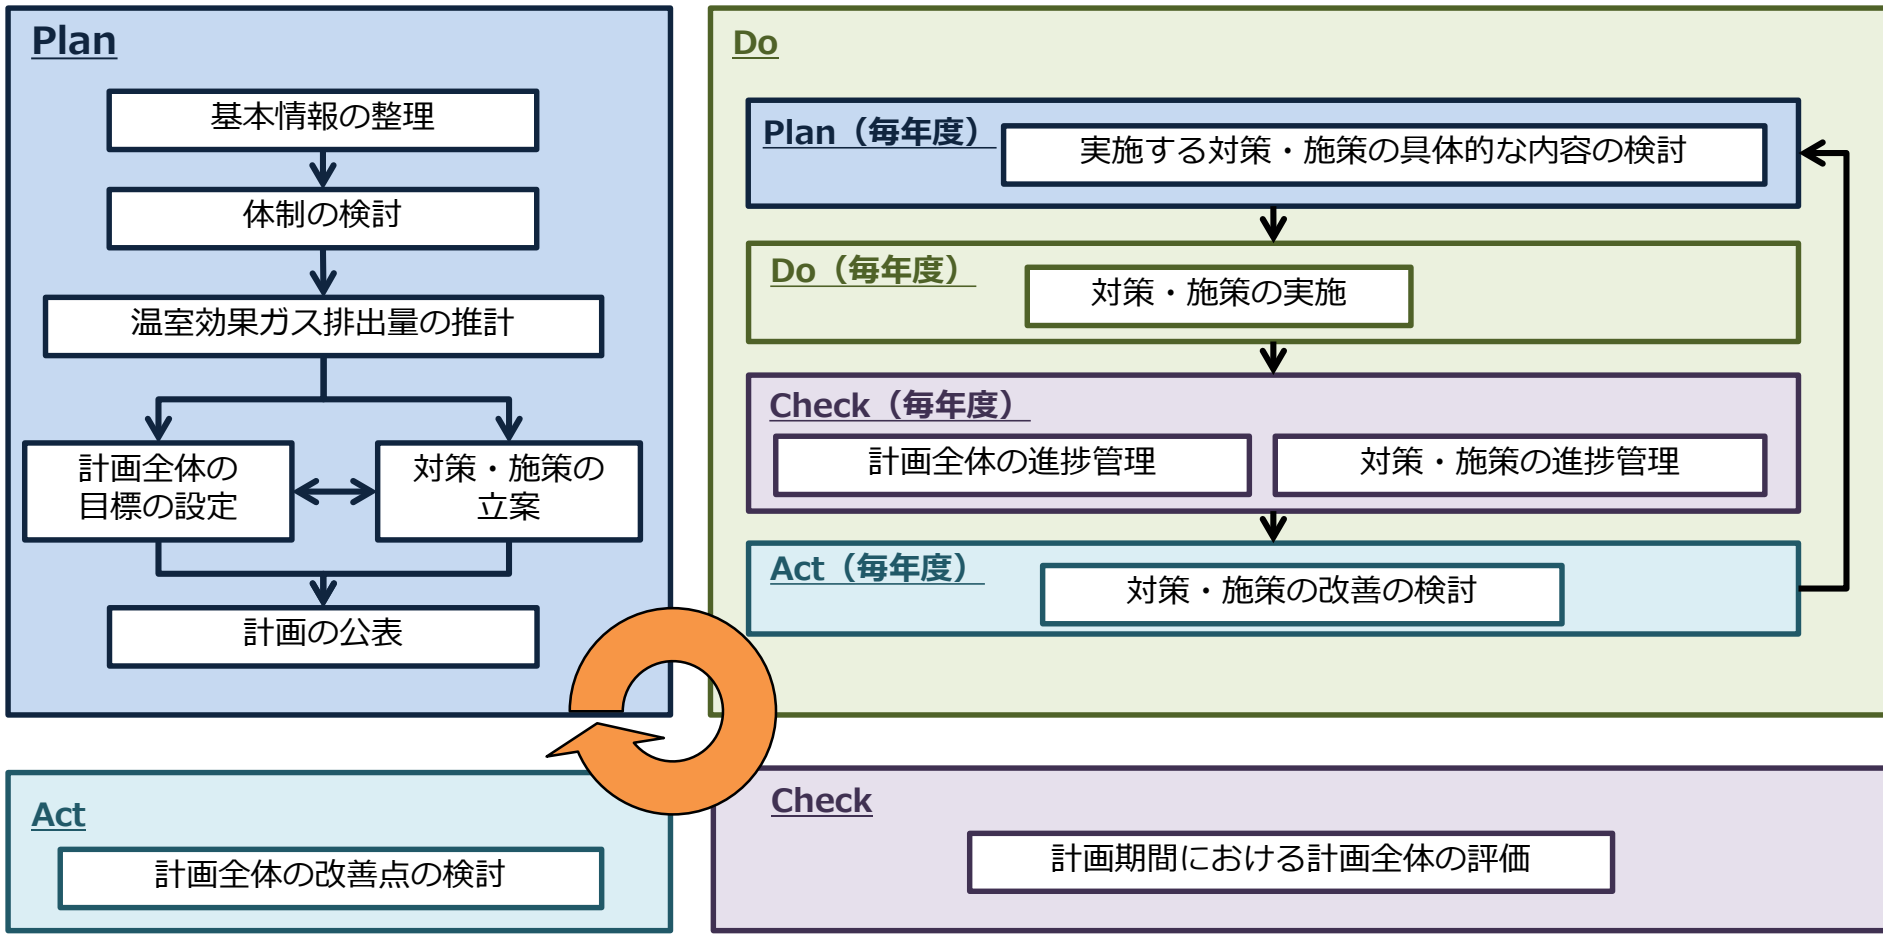 Plan
基本情報の整理
体制の検討
温室効果ガス排出量の推計
計画全体の
目標の設定
対策・施策の
立案
計画の公表
Do
Plan（毎年度）
実施する対策・施策の具体的な内容の検討
Do（毎年度）
対策・施策の実施
Check（毎年度）
計画全体の進捗管理
対策・施策の進捗管理
Act（毎年度）
対策・施策の改善の検討
Act
計画全体の改善点の検討
Check
計画期間における計画全体の評価